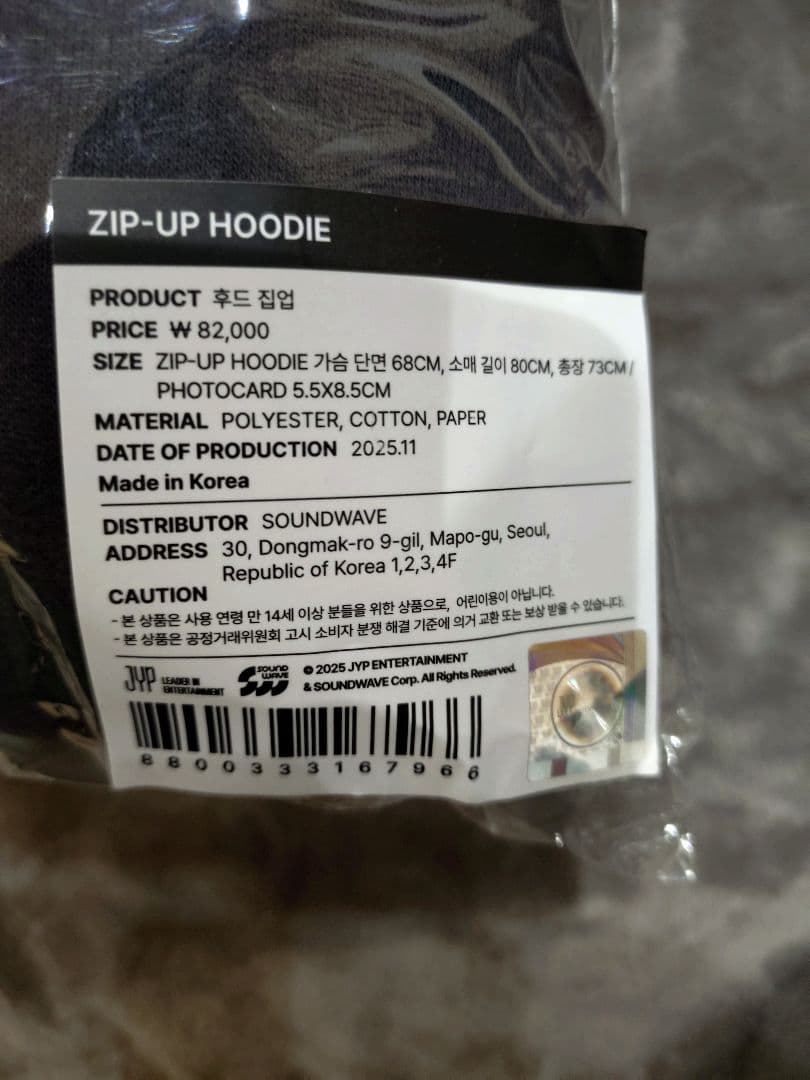 ZIP-UP HOODIE
PRODUCT 후드 집업
PRICE ₩ 82,000
SIZE ZIP-UP HOODIE 가슴 단면 68CM, 소매 길이 80CM, 총장 73CM /
PHOTOCARD 5.5X8.5CM
MATERIAL POLYESTER, COTTON, PAPER
DATE OF PRODUCTION 2025.11
Made in Korea
DISTRIBUTOR SOUNDWAVE
ADDRESS 30, Dongmak-ro 9-gil, Mapo-gu, Seoul,
Republic of Korea 1,2,3,4F
CAUTION
- 본 상품은 사용 연령 만 14세 이상 분들을 위한 상품으로, 어린이용이 아닙니다.
- 본 상품은 공정거래위원회 고시 소비자 분쟁 해결 기준에 의거 교환 또는 보상 받을 수 있습니다.
JYP LEADER IN ENTERTAINMENT SOUND WAVE © 2025 JYP ENTERTAINMENT
& SOUNDWAVE Corp. All Rights Reserved.
8800333167966